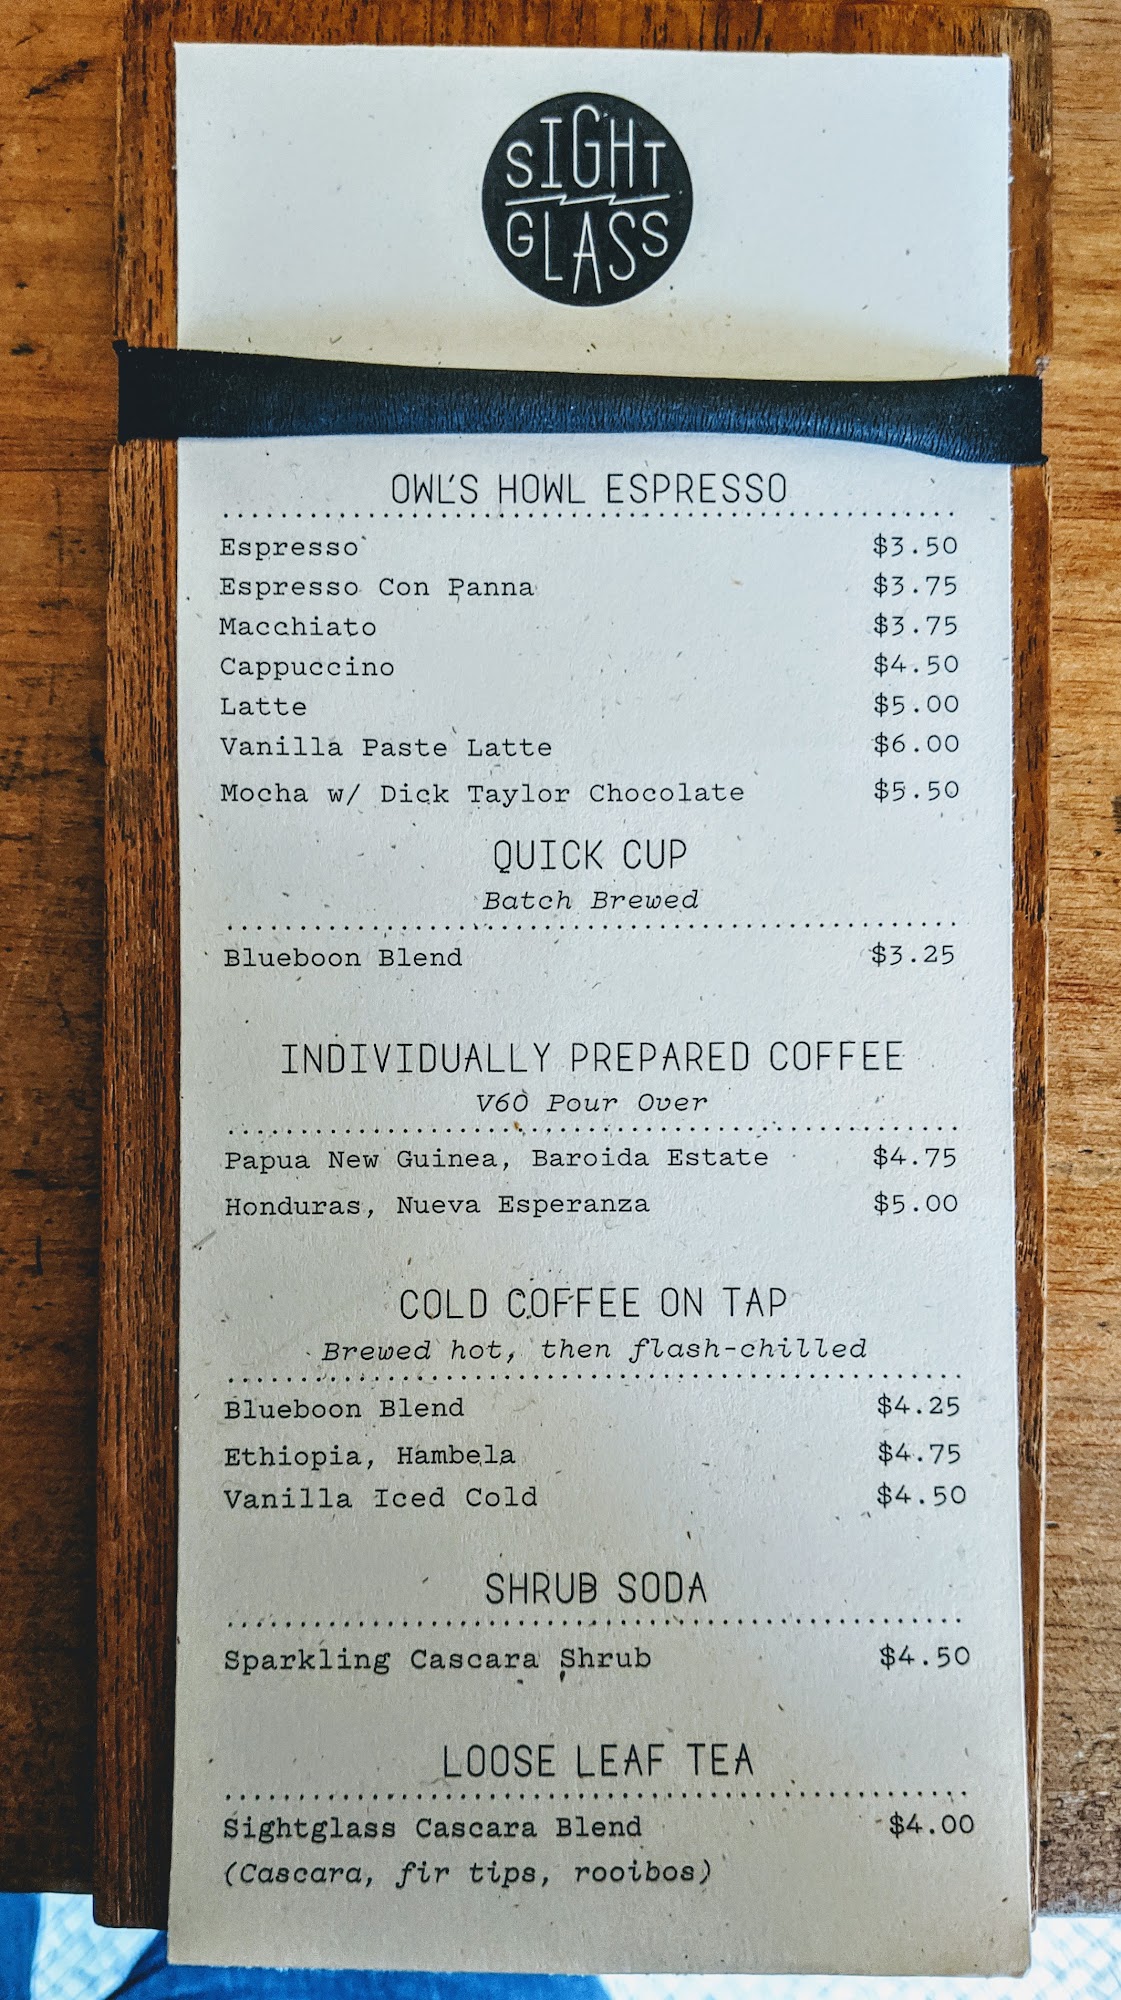 SIGHT
GLASS
OWL'S HOWL ESPRESSO
Espresso $3.50
Espresso Con Panna $3.75
Macchiato $3.75
Cappuccino $4.50
Latte $5.00
Vanilla Paste Latte $6.00
Mocha w/ Dick Taylor Chocolate $5.50
QUICK CUP
Batch Brewed
Blueboon Blend $3.25
INDIVIDUALLY PREPARED COFFEE
V60 Pour Over
Papua New Guinea, Baroida Estate $4.75
Honduras, Nueva Esperanza $5.00
COLD COFFEE ON TAP
Brewed hot, then flash-chilled
Blueboon Blend $4.25
Ethiopia, Hambela $4.75
Vanilla Iced Cold $4.50
SHRUB SODA
Sparkling Cascara Shrub $4.50
LOOSE LEAF TEA
Sightglass Cascara Blend $4.00
(Cascara, fir tips, rooibos)